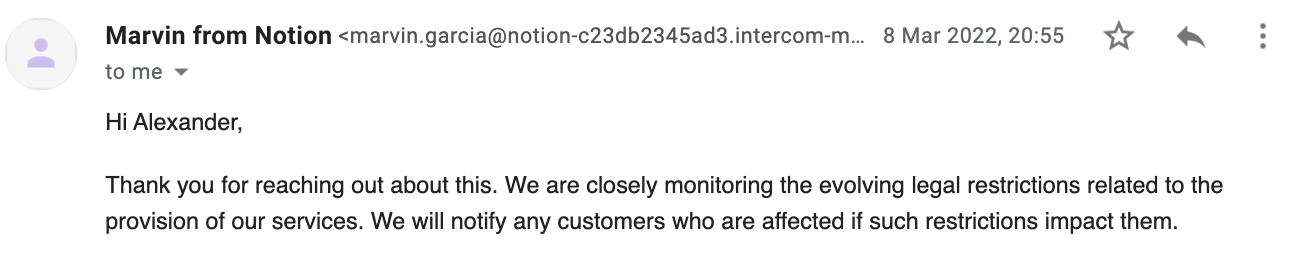 Marvin from Notion <marvin.garcia@notion-c23db2345ad3.intercom-m... 8 Mar 2022, 20:55
to me
Hi Alexander,
Thank you for reaching out about this. We are closely monitoring the evolving legal restrictions related to the
provision of our services. We will notify any customers who are affected if such restrictions impact them.